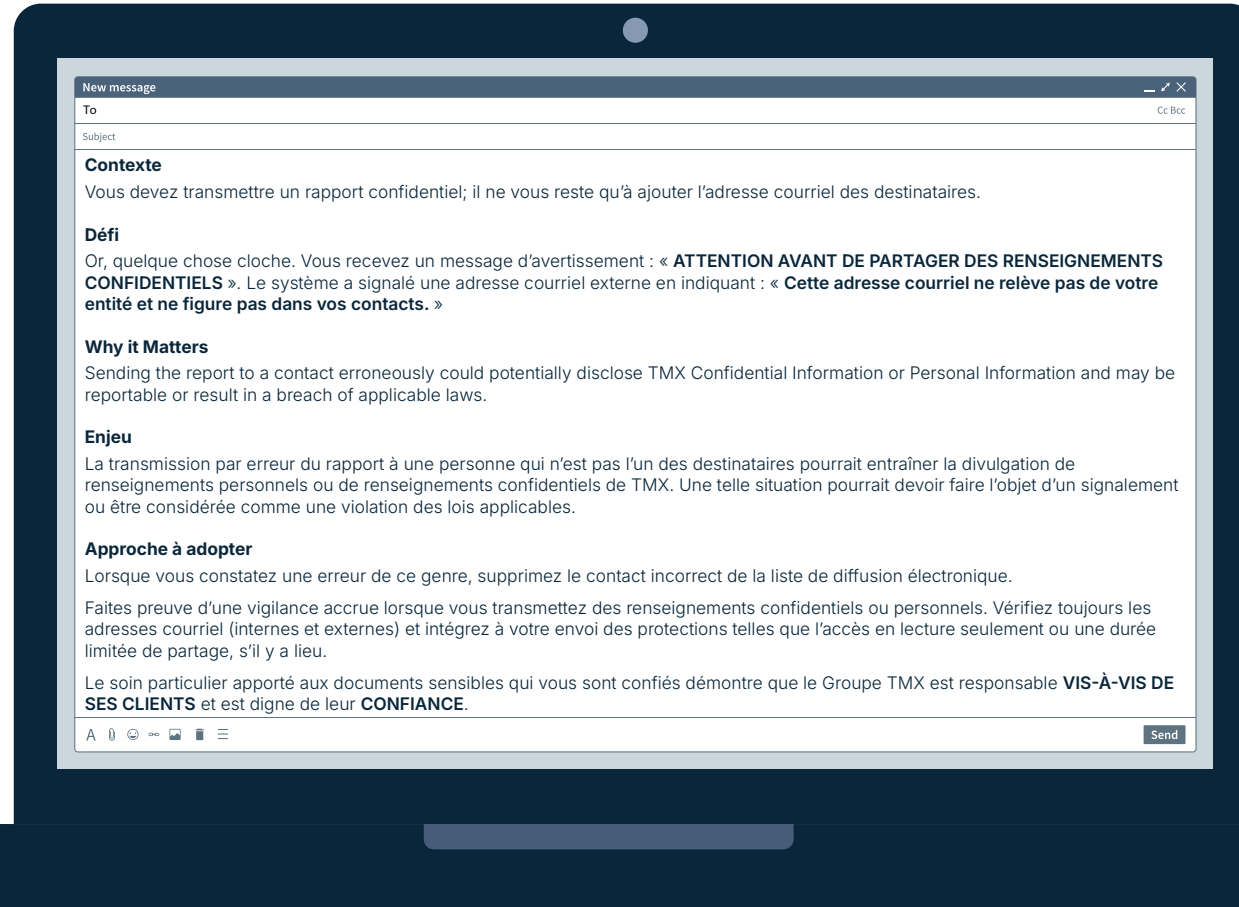 New message
To
Cc Bcc
Subject
Contexte
Vous devez transmettre un rapport confidentiel; il ne vous reste qu’à ajouter l’adresse courriel des destinataires.
Défi
Or, quelque chose cloche. Vous recevez un message d’avertissement : « ATTENTION AVANT DE PARTAGER DES RENSEIGNEMENTS
CONFIDENTIELS ». Le système a signalé une adresse courriel externe en indiquant : « Cette adresse courriel ne relève pas de votre
entité et ne figure pas dans vos contacts. »
Why it Matters
Sending the report to a contact erroneously could potentially disclose TMX Confidential Information or Personal Information and may be
reportable or result in a breach of applicable laws.
Enjeu
La transmission par erreur du rapport à une personne qui n’est pas l’un des destinataires pourrait entraîner la divulgation de
renseignements personnels ou de renseignements confidentiels de TMX. Une telle situation pourrait devoir faire l’objet d’un signalement
ou être considérée comme une violation des lois applicables.
Approche à adopter
Lorsque vous constatez une erreur de ce genre, supprimez le contact incorrect de la liste de diffusion électronique.
Faites preuve d’une vigilance accrue lorsque vous transmettez des renseignements confidentiels ou personnels. Vérifiez toujours les
adresses courriel (internes et externes) et intégrez à votre envoi des protections telles que l’accès en lecture seulement ou une durée
limitée de partage, s’il y a lieu.
Le soin particulier apporté aux documents sensibles qui vous sont confiés démontre que le Groupe TMX est responsable VIS-À-VIS DE
SES CLIENTS et est digne de leur CONFIANCE.
A
Send